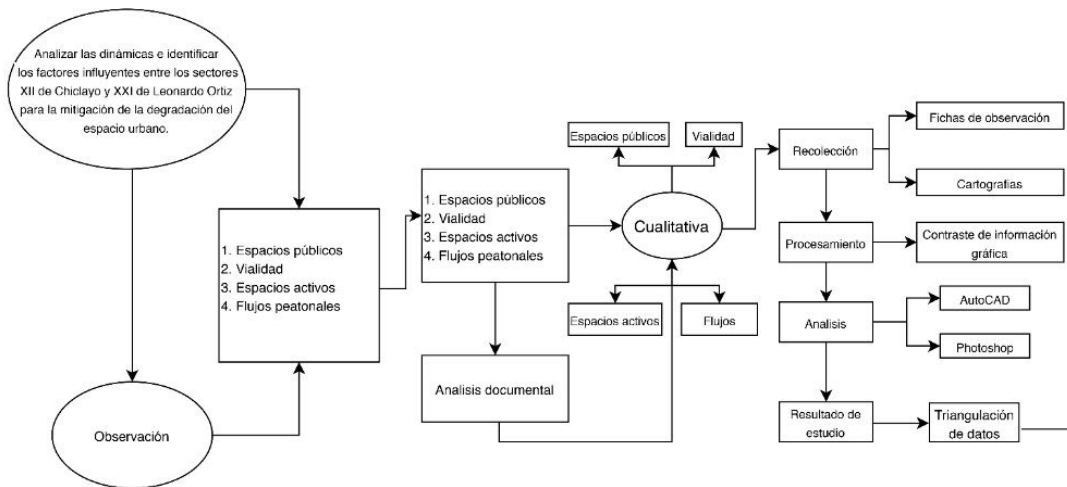 Analizar las dinámicas e identificar
los factores influyentes entre los sectores
XII de Chiclayo y XXI de Leonardo Ortiz
para la mitigación de la degradación del
espacio urbano.
Observación
1. Espacios públicos
2. Vialidad
3. Espacios activos
4. Flujos peatonales
1. Espacios públicos
2. Vialidad
3. Espacios activos
4. Flujos peatonales
Analisis documental
Espacios públicos
Vialidad
Cualitativa
Espacios activos
Flujos
Recolección
Fichas de observación
Cartografias
Procesamiento
Contraste de información
gráfica
Analisis
AutoCAD
Photoshop
Resultado de
estudio
Triangulación
de datos